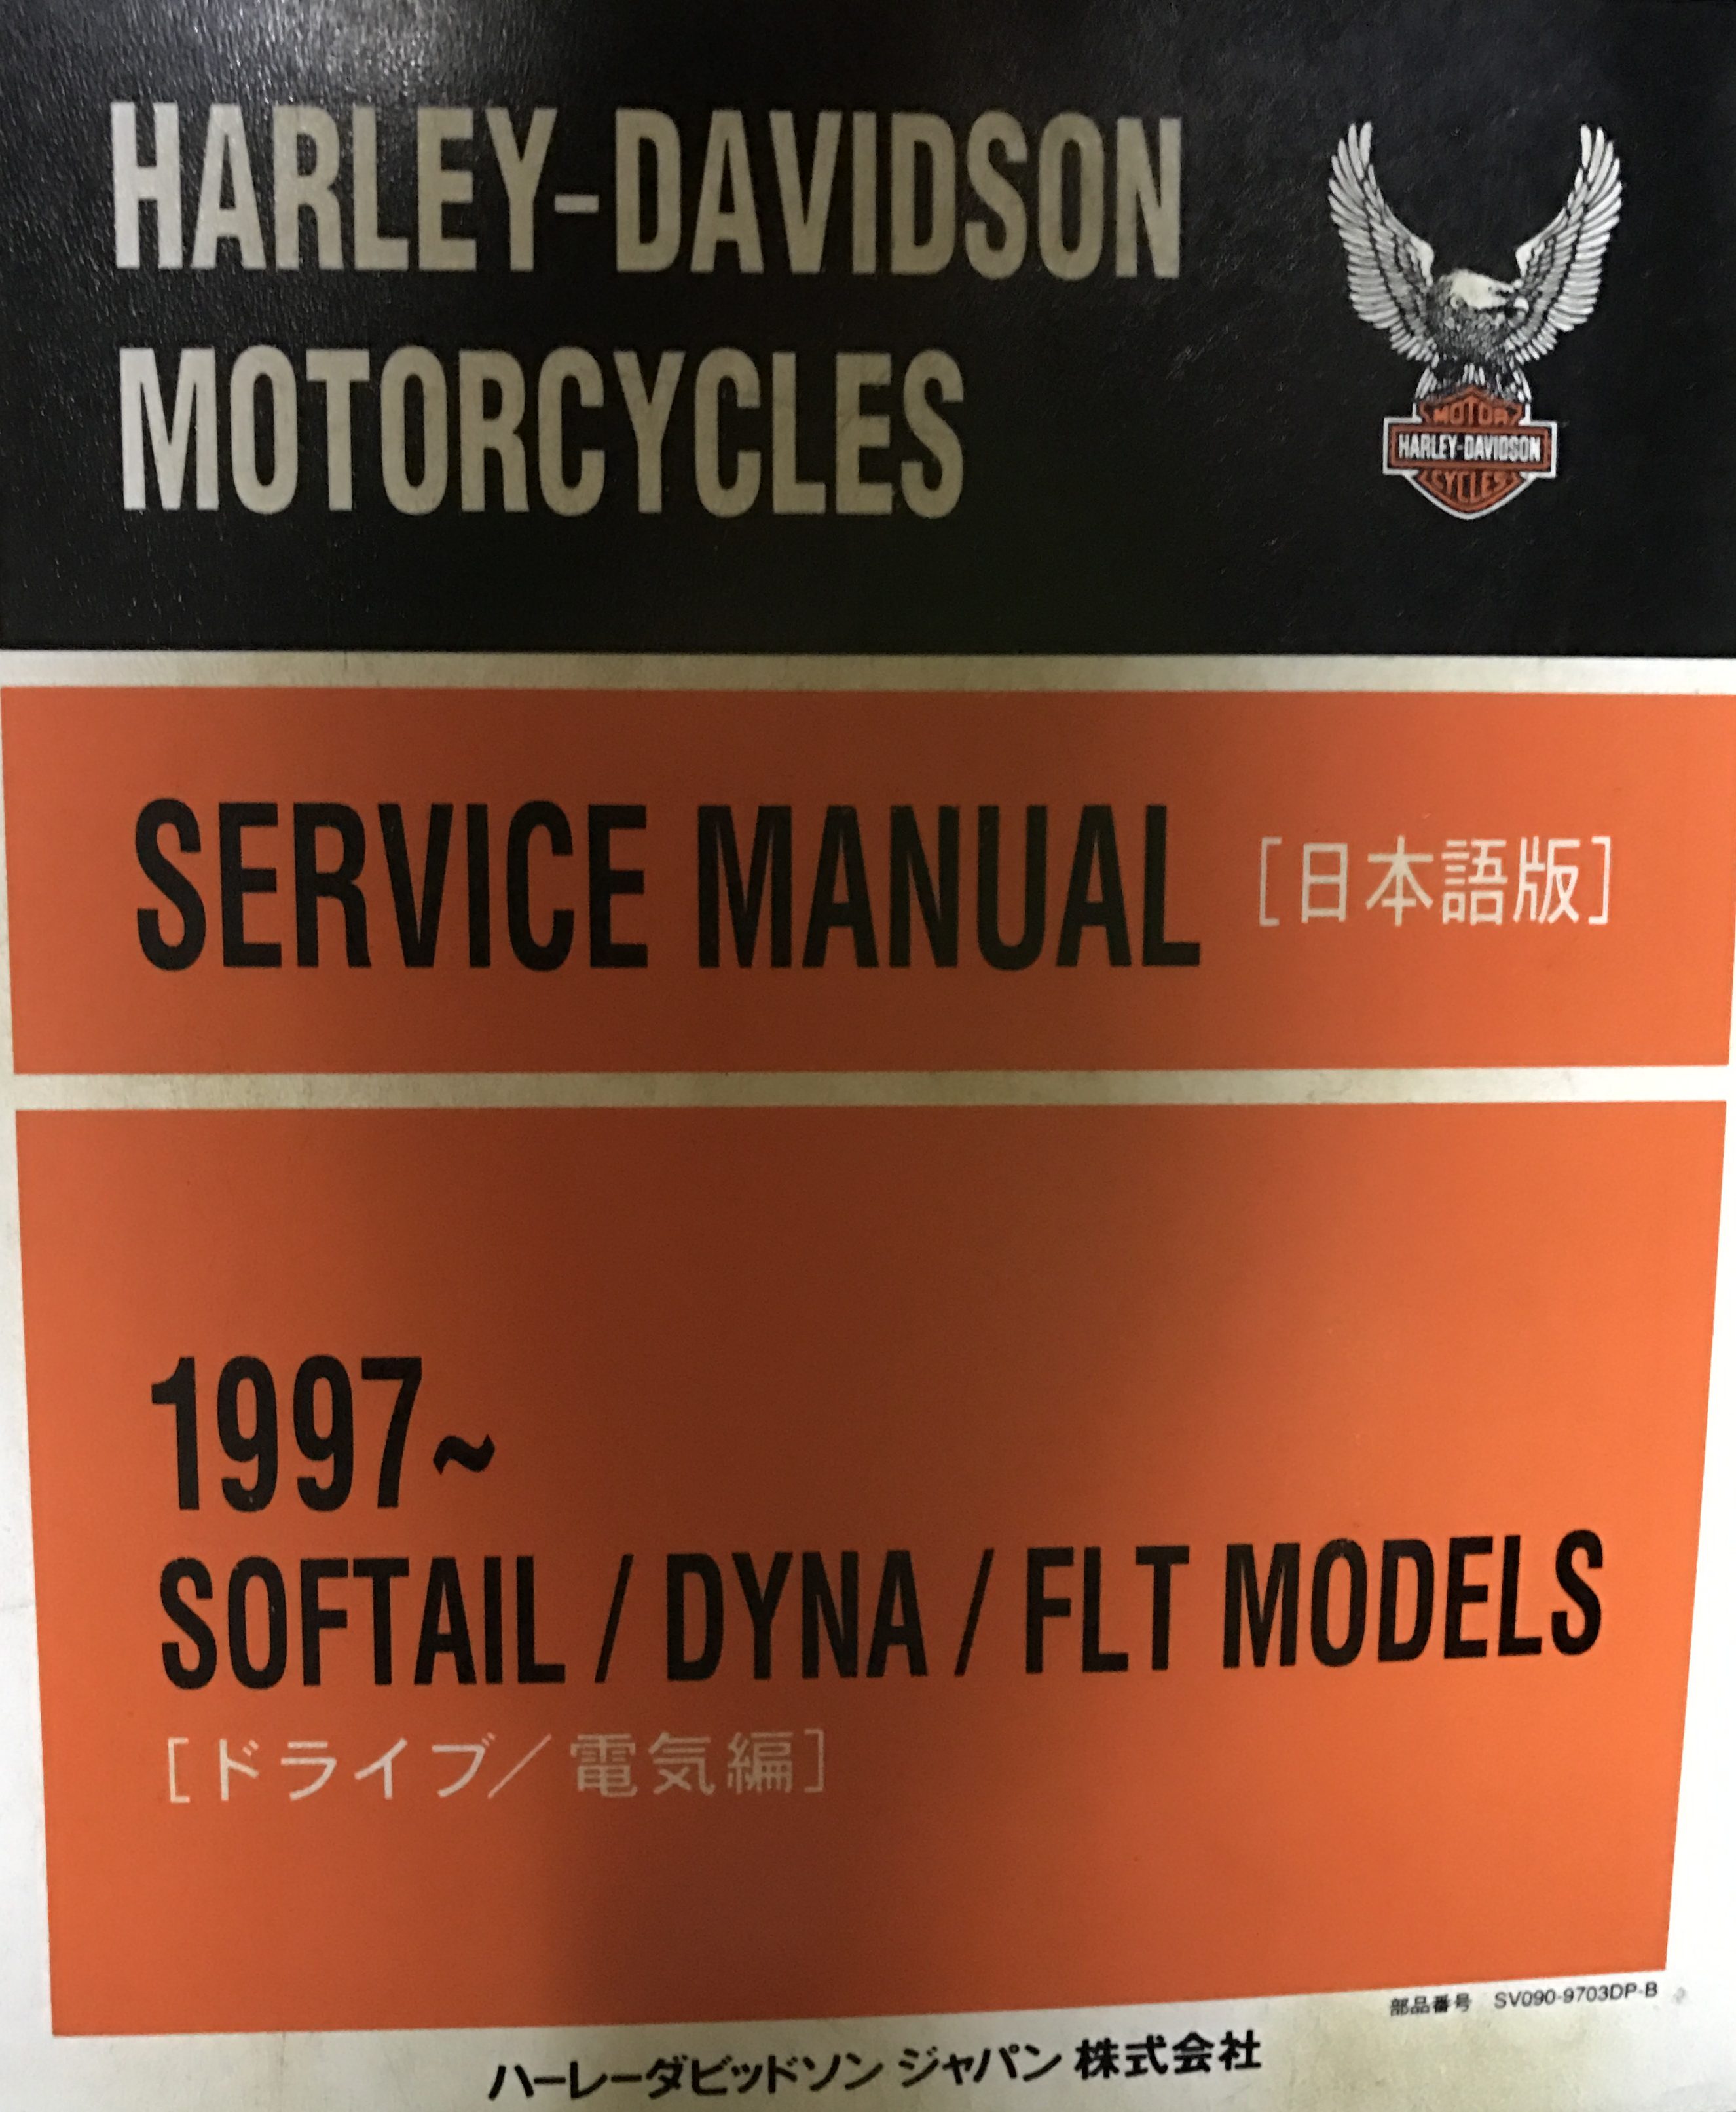 HARLEY-DAVIDSON
MOTORCYCLES
MOTOR
HARLEY-DAVIDSON
CYCLES
SERVICE MANUAL [日本語版]
1997~
SOFTAIL / DYNA / FLT MODELS
[ドライブ/電気編]
部品番号 SV090-9703DP-B
ハーレーダビッドソン ジャパン 株式会社